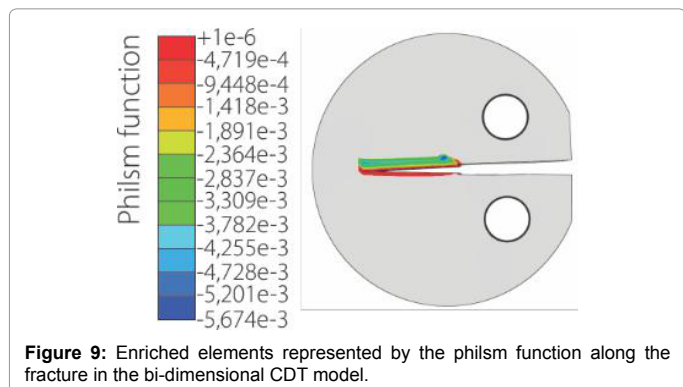 Philsm function
+1e-6
-4,719e-4
-9,448e-4
-1,418e-3
-1,891e-3
-2,364e-3
-2,837e-3
-3,309e-3
-3,782e-3
-4,255e-3
-4,728e-3
-5,201e-3
-5,674e-3
Figure 9: Enriched elements represented by the philsm function along the
fracture in the bi-dimensional CDT model.